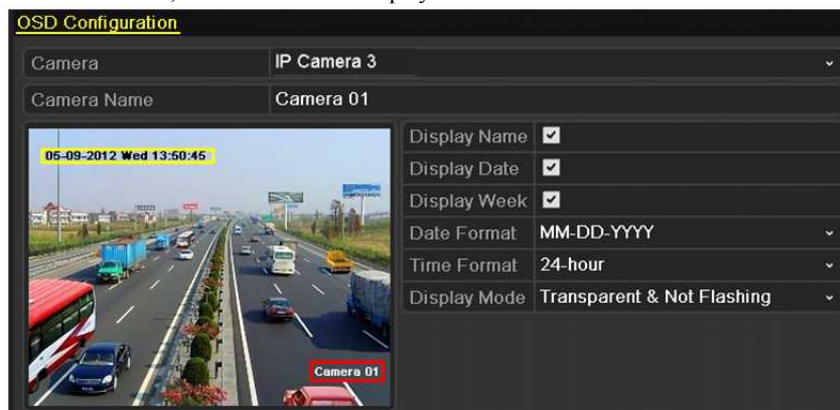 OSD Configuration
Camera IP Camera 3
Camera Name Camera 01
05-09-2012 Wed 13:50:45
Camera 01
Display Name
Display Date
Display Week
Date Format MM-DD-YYYY
Time Format 24-hour
Display Mode Transparent & Not Flashing